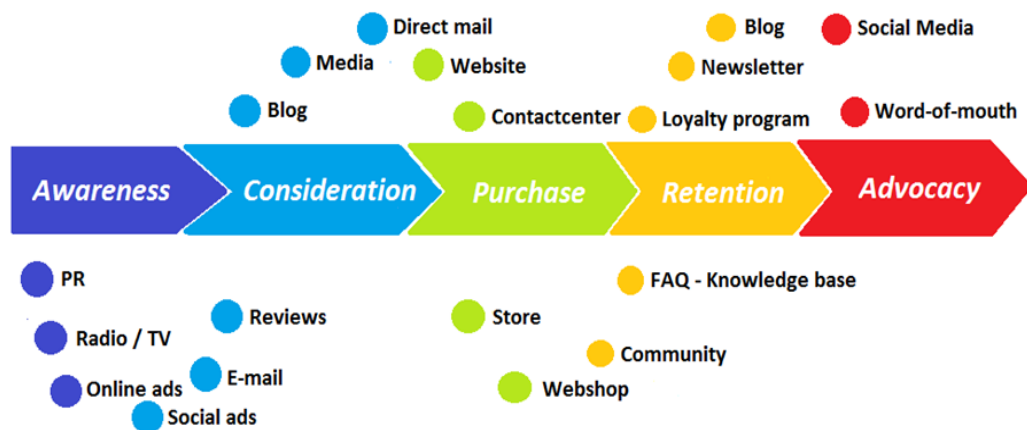 Direct mail
Blog
Social Media
Media
Website
Newsletter
Blog
Contactcenter
Loyalty program
Word-of-mouth
Awareness
Consideration
Purchase
Retention
Advocacy
PR
FAQ - Knowledge base
Reviews
Store
Radio / TV
Community
E-mail
Online ads
Webshop
Social ads